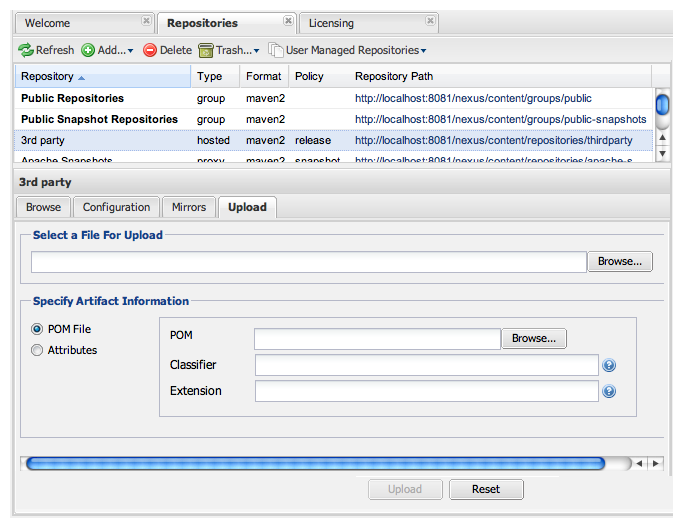 Welcome Repositories Licensing
Refresh Add... Delete Trash... User Managed Repositories
Repository Type Format Policy Repository Path
Public Repositories group maven2 http://localhost:8081/nexus/content/groups/public
Public Snapshot Repositories group maven2 http://localhost:8081/nexus/content/groups/public-snapshots
3rd party hosted maven2 release http://localhost:8081/nexus/content/repositories/thirdparty
Apache Snapshots proxy maven2 snapshot http://localhost:8081/nexus/content/repositories/apache-s
3rd party
Browse Configuration Mirrors Upload
Select a File For Upload
Browse...
Specify Artifact Information
POM File
Attributes
POM Browse...
Classifier ?
Extension ?
Upload Reset